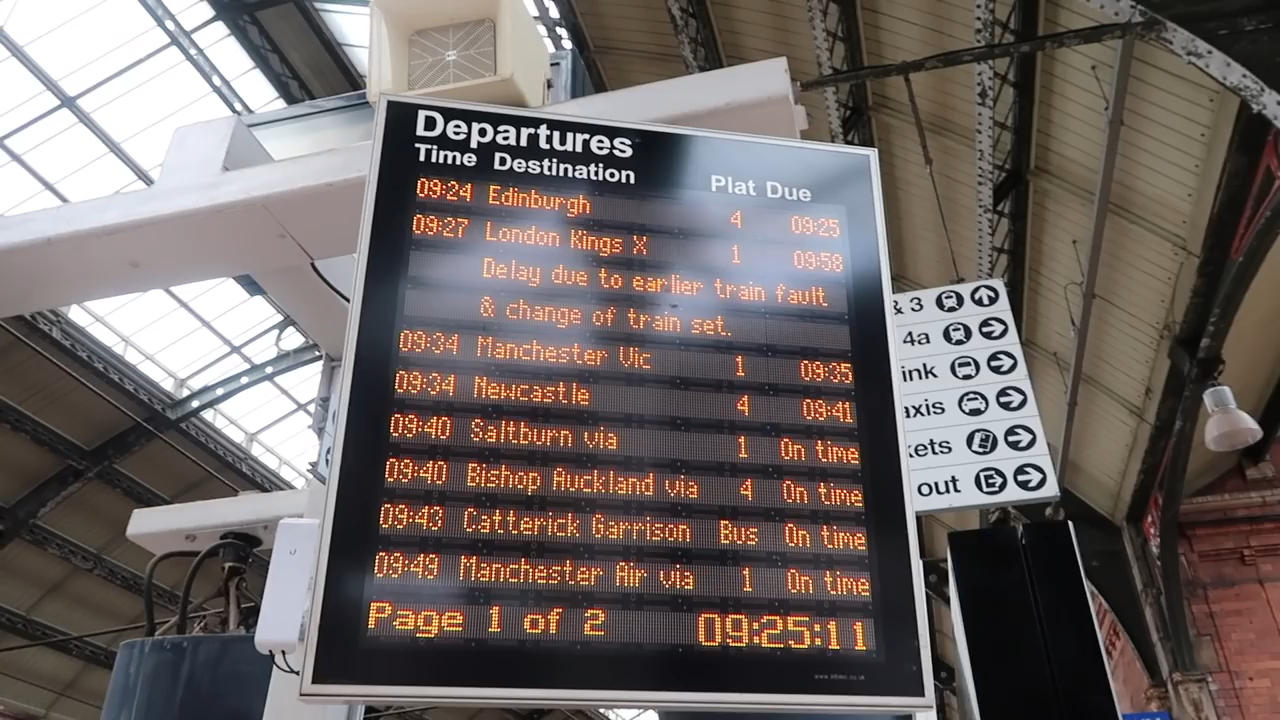 Departures
Time Destination Plat Due
09:24 Edinburgh 4 09:25
09:27 London Kings X 1 09:58
Delay due to earlier train fault
& change of train set.
09:34 Manchester Vic 1 09:35
09:34 Newcastle 4 09:41
09:40 Saltburn via 1 On time
09:40 Bishop Auckland via 4 On time
09:43 Catterick Garrison Bus On time
09:49 Manchester Air via 1 On time
Page 1 of 2 09:25:11
& 3
4a
ink
axis
kets
out